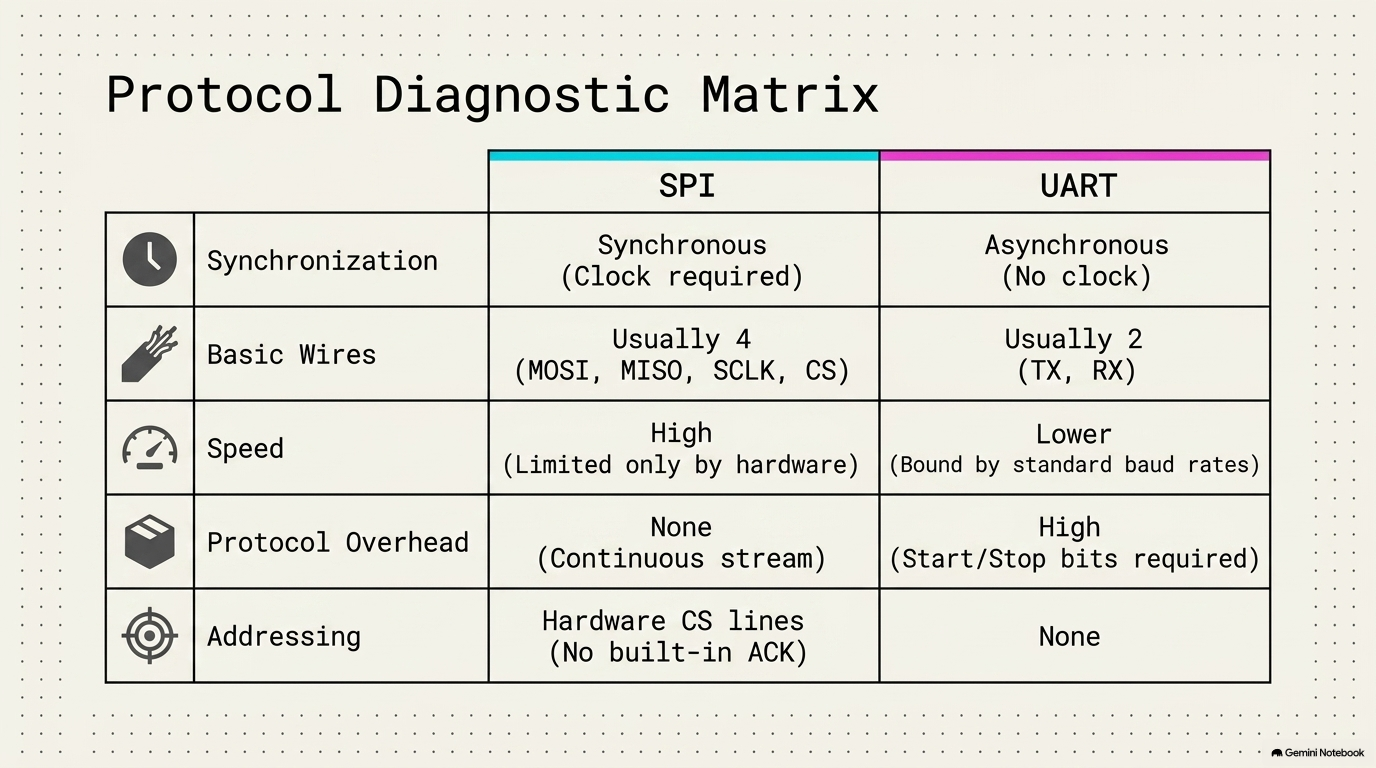 Protocol Diagnostic Matrix
SPI
UART
Synchronization
Synchronous
(Clock required)
Asynchronous
(No clock)
Basic Wires
Usually 4
(MOSI, MISO, SCLK, CS)
Usually 2
(TX, RX)
Speed
High
(Limited only by hardware)
Lower
(Bound by standard baud rates)
Protocol Overhead
None
(Continuous stream)
High
(Start/Stop bits required)
Addressing
Hardware CS lines
(No built-in ACK)
None
Gemini Notebook